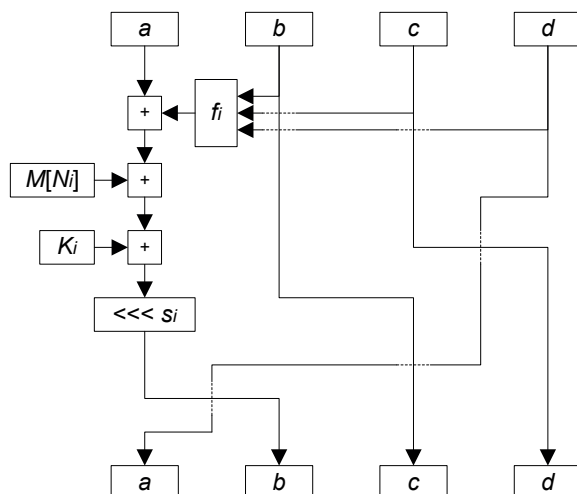 a b c d
fi
+
M[Ni] +
Ki +
<<< si
a b c d